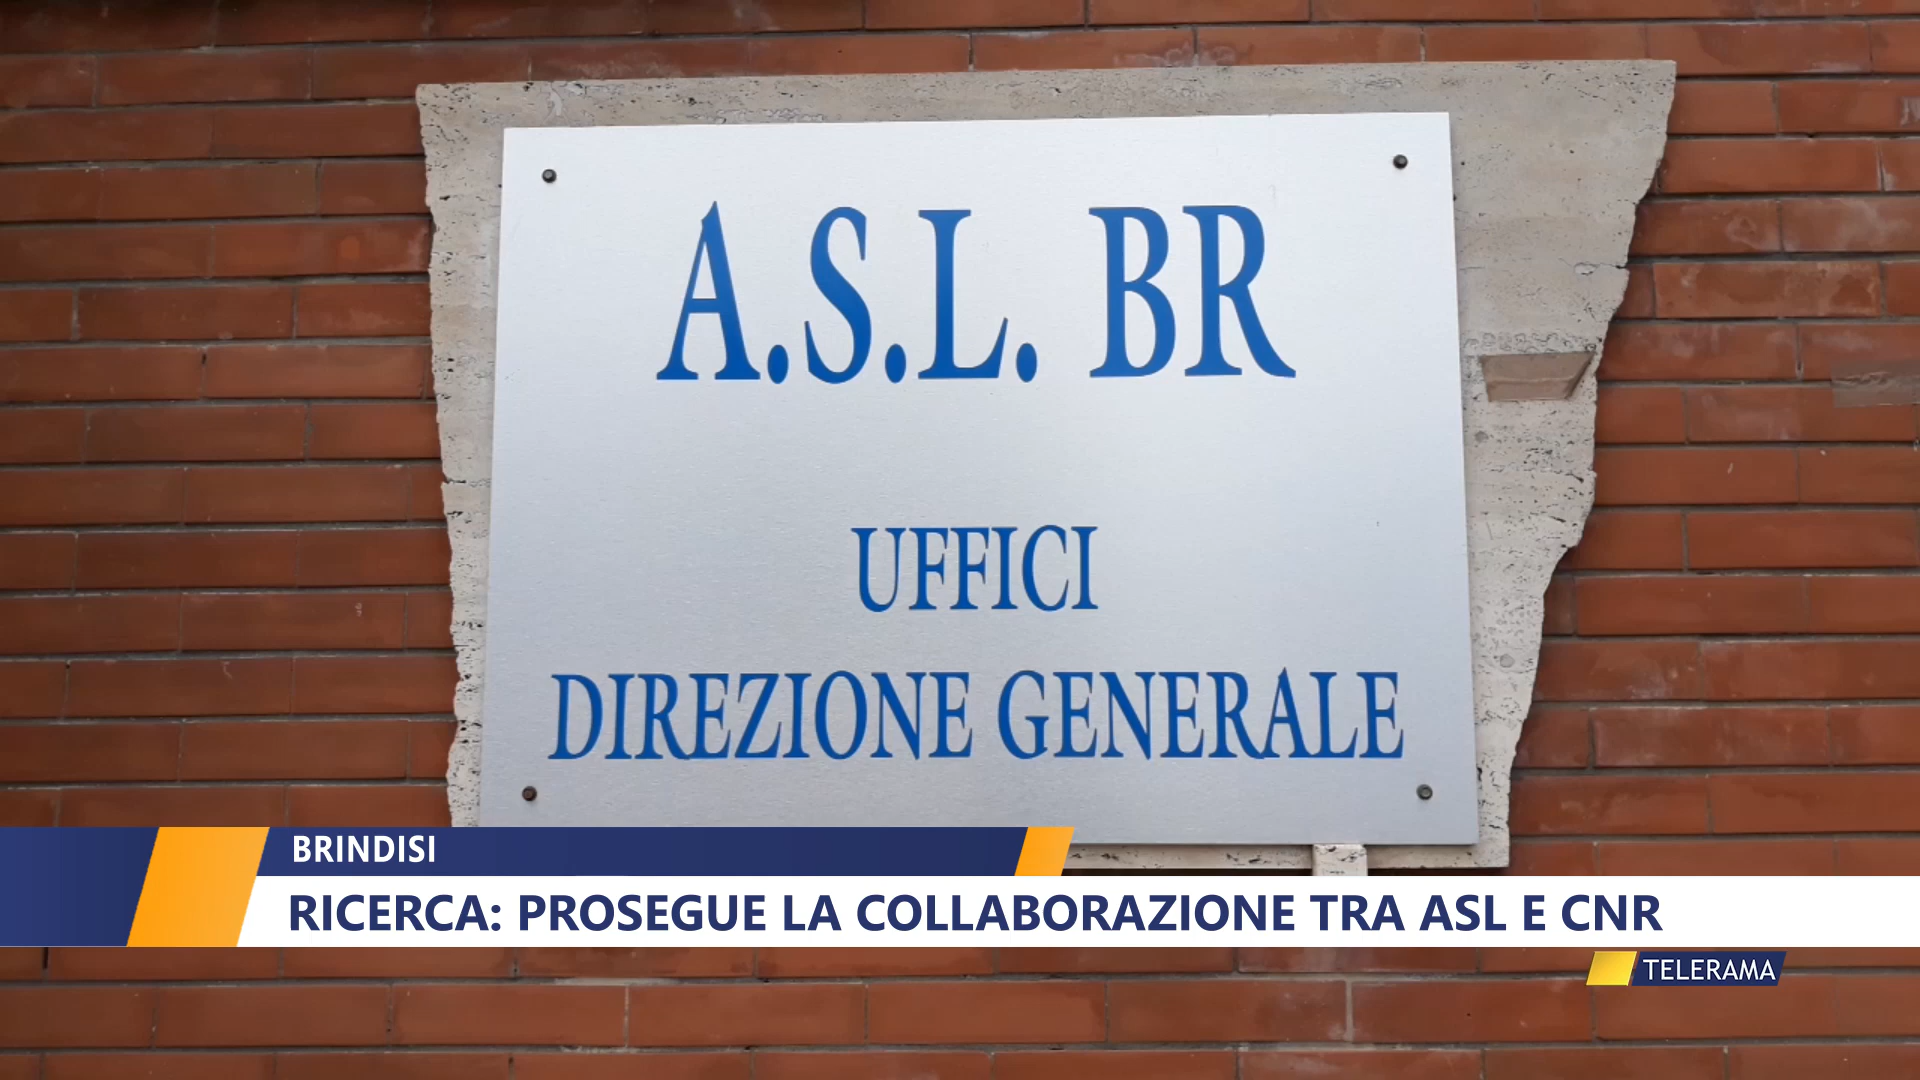 A.S.L. BR
UFFICI
DIREZIONE GENERALE
BRINDISI
RICERCA: PROSEGUE LA COLLABORAZIONE TRA ASL E CNR
TELERAMA